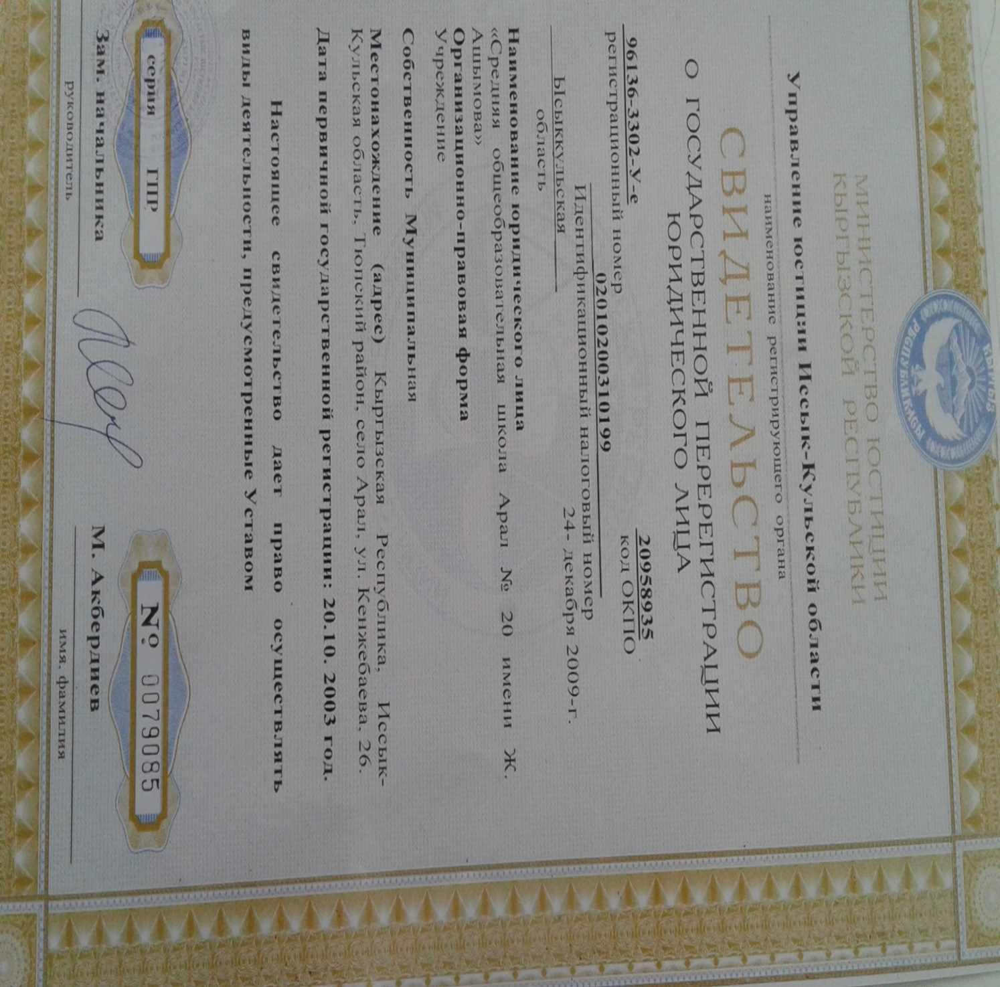 КЫРГЫЗ
РЕСПУБЛИКАСЫ
МИНИСТЕРСТВО ЮСТИЦИИ
КЫРГЫЗСКОЙ РЕСПУБЛИКИ
Управление юстиции Иссык-Кульской области
наименование регистрирующего органа
СВИДЕТЕЛЬСТВО
О ГОСУДАРСТВЕННОЙ ПЕРЕРЕГИСТРАЦИИ
ЮРИДИЧЕСКОГО ЛИЦА
96136-3302-У-е 20958935
регистрационный номер код ОКПО
02010200310199
Идентификационный налоговый номер
Ысыккульская 24- декабря 2009-г.
область
Наименование юридического лица
«Средняя общеобразовательная школа Арал № 20 имени Ж.
Ашымова»
Организационно-правовая форма
Учреждение
Собственность Муниципальная
Местонахождение (адрес) Кыргызская Республика, Иссык-
Кульская область, Тюпский район, село Арал, ул. Кенжебаева, 26.
Дата первичной государственной регистрации: 20.10. 2003 год.
Настоящее свидетельство дает право осуществлять
виды деятельности, предусмотренные Уставом
серия ГПР № 0079085
Зам. начальника М. Акбердиев
руководитель имя, фамилия